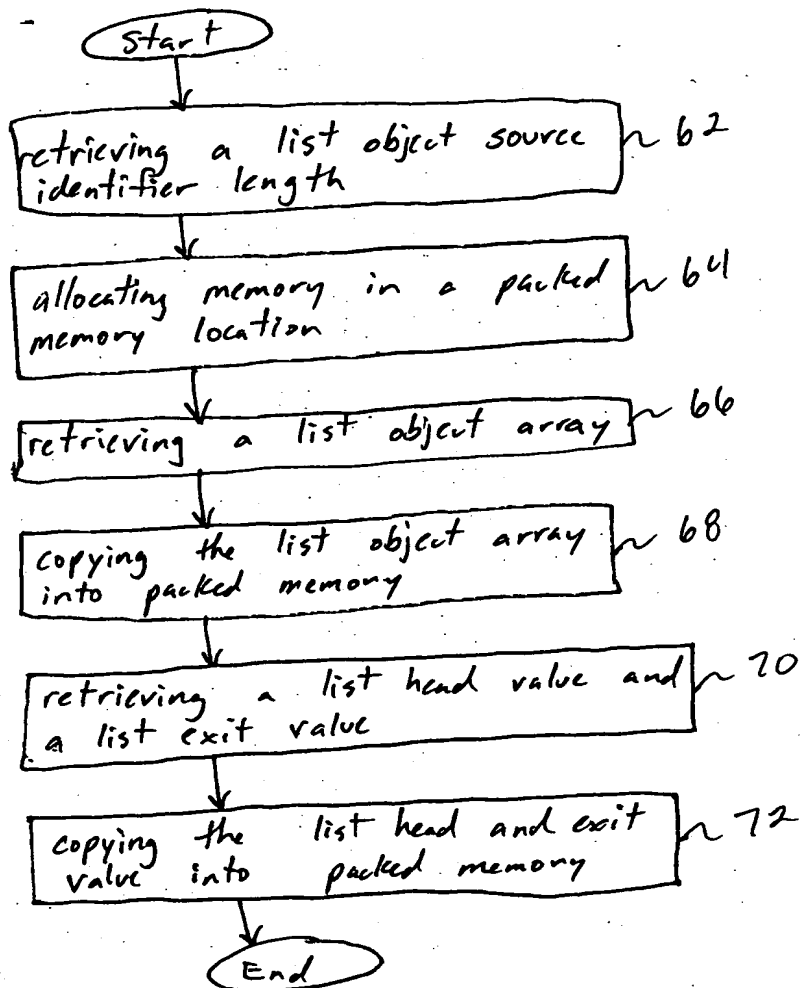 Start
retrieving a list object source 62
identifier length
allocating memory in a packed 64
memory location
retrieving a list object array 66
copying the list object array 68
into packed memory
retrieving a list head value and 70
a list exit value
copying the list head and exit 72
value into packed memory
End